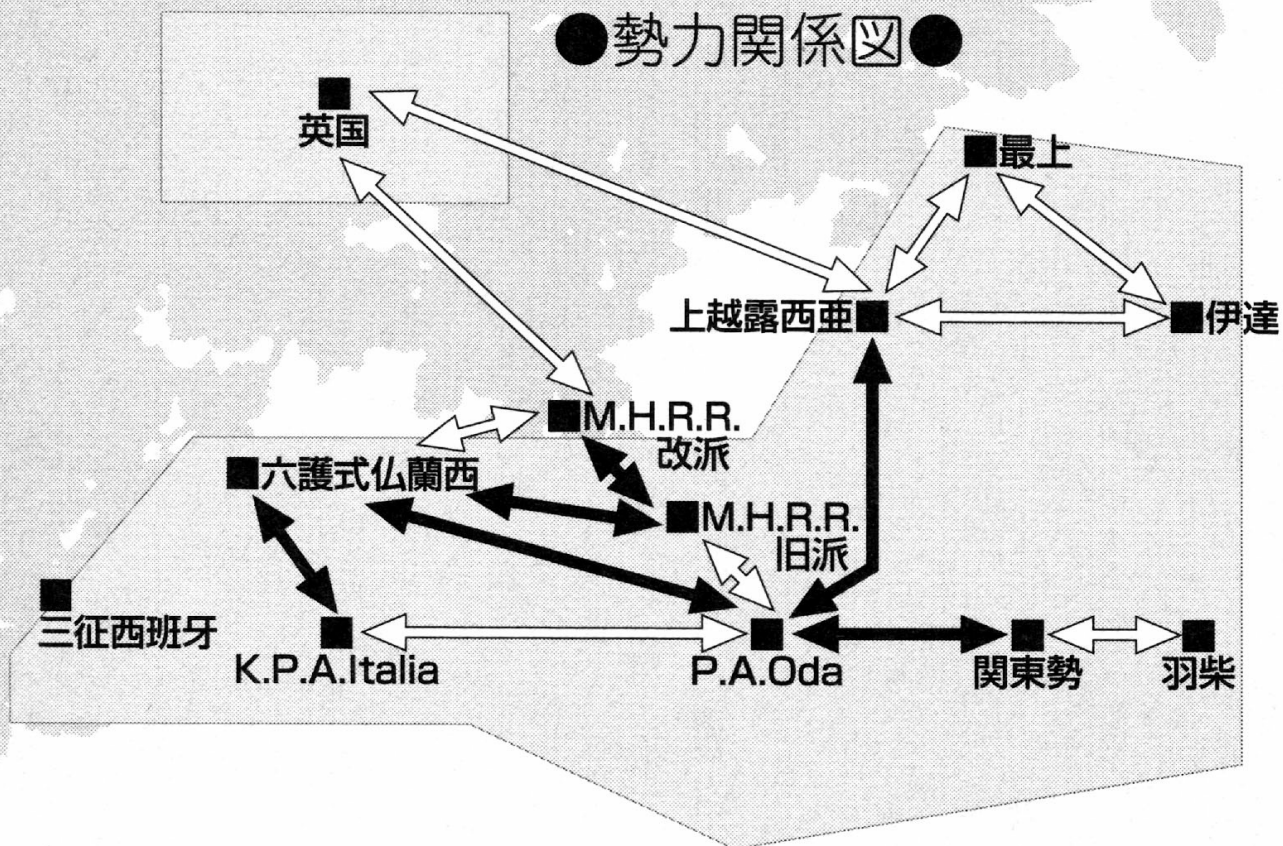 ●勢力関係図●
■英国
■最上
上越露西亜■
■伊達
■M.H.R.R.
改派
■六護式仏蘭西
■M.H.R.R.
旧派
■
三征西班牙
■
K.P.A.Italia
■
P.A.Oda
■
関東勢
■
羽柴